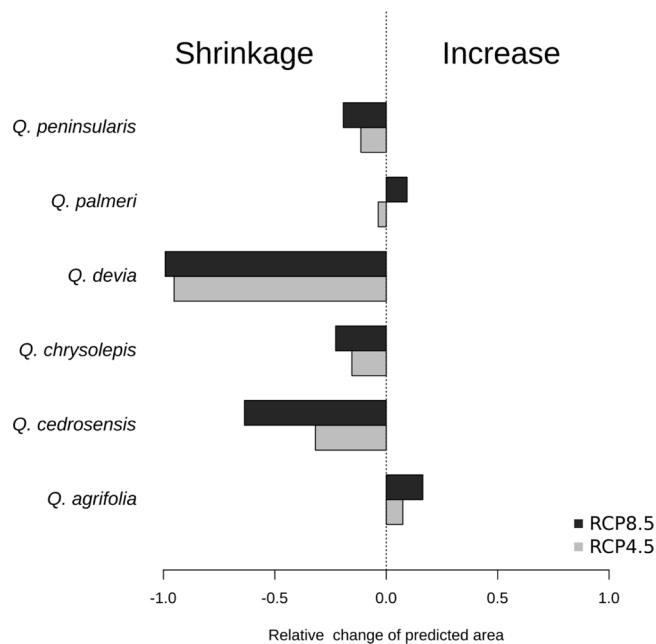 Shrinkage Increase
Q. peninsularis
Q. palmeri
Q. devia
Q. chrysolepis
Q. cedrosensis
Q. agrifolia
RCP8.5
RCP4.5
-1.0 -0.5 0.0 0.5 1.0
Relative change of predicted area